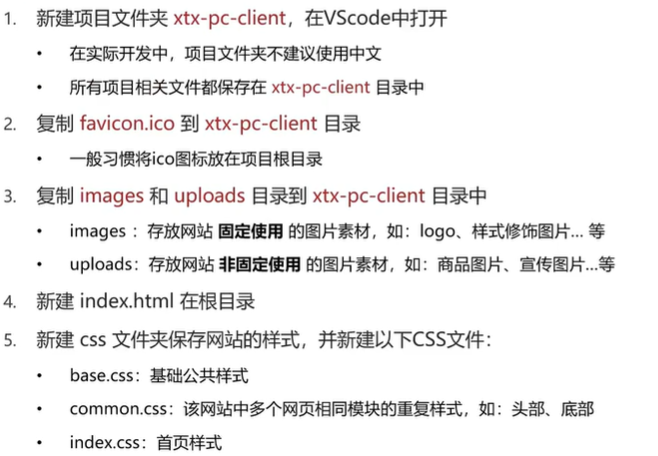 1. 新建项目文件夹 xtx-pc-client，在VScode中打开
• 在实际开发中，项目文件夹不建议使用中文
• 所有项目相关文件都保存在 xtx-pc-client 目录中
2. 复制 favicon.ico 到 xtx-pc-client 目录
• 一般习惯将ico图标放在项目根目录
3. 复制 images 和 uploads 目录到 xtx-pc-client 目录中
• images ：存放网站 固定使用 的图片素材，如：logo、样式修饰图片... 等
• uploads：存放网站 非固定使用 的图片素材，如：商品图片、宣传图片...等
4. 新建 index.html 在根目录
5. 新建 css 文件夹保存网站的样式，并新建以下CSS文件：
• base.css：基础公共样式
• common.css：该网站中多个网页相同模块的重复样式，如：头部、底部
• index.css：首页样式